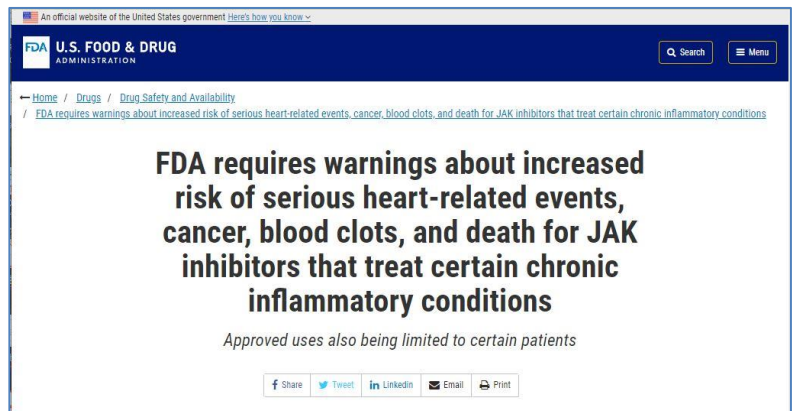 An official website of the United States government Here's how you know
FDA U.S. FOOD & DRUG
ADMINISTRATION
Search
Menu
Home / Drugs / Drug Safety and Availability
/ FDA requires warnings about increased risk of serious heart-related events, cancer, blood clots, and death for JAK inhibitors that treat certain chronic inflammatory conditions
FDA requires warnings about increased
risk of serious heart-related events,
cancer, blood clots, and death for JAK
inhibitors that treat certain chronic
inflammatory conditions
Approved uses also being limited to certain patients
Share Tweet Linkedin Email Print